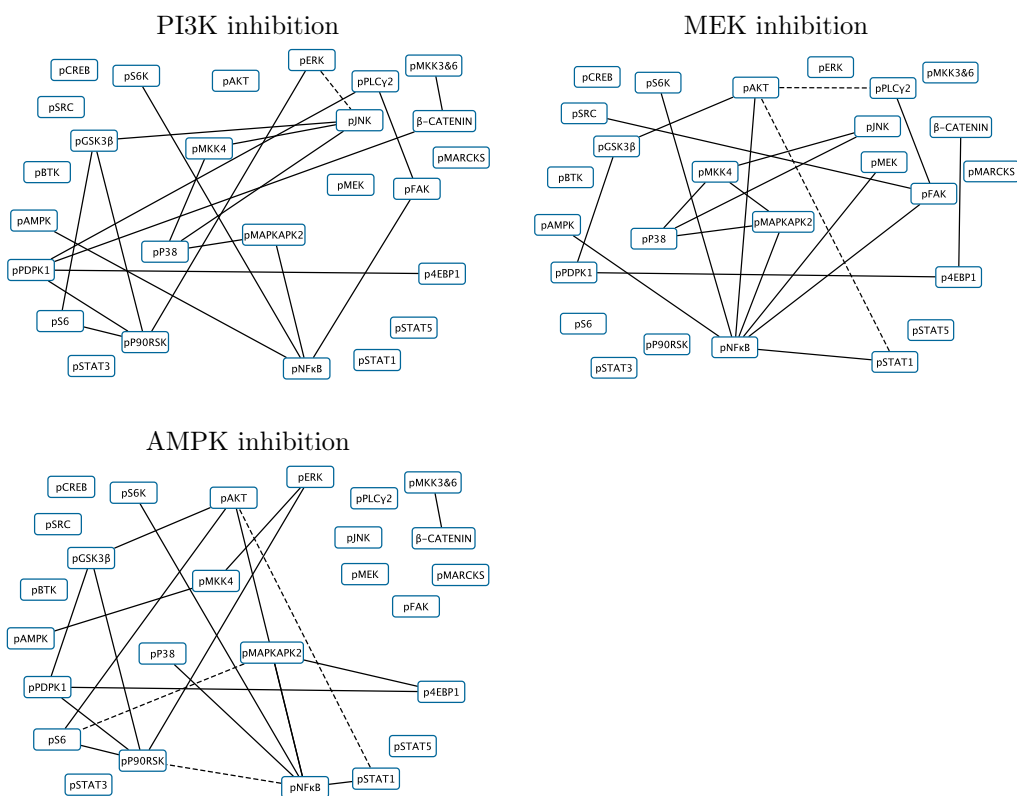 PI3K inhibition
pERK
pMKK3&6
pCREB
pS6K
pAKT
pPLCγ2
pSRC
pJNK
β-CATENIN
pGSK3β
pMKK4
pMARCKS
pBTK
pMEK
pFAK
pAMPK
pMAPKAPK2
pP38
pPDPK1
p4EBP1
pS6
pSTAT5
pP90RSK
pSTAT3
pNFκB
pSTAT1
MEK inhibition
pERK
pMKK3&6
pCREB
pS6K
pAKT
pPLCγ2
pSRC
pJNK
β-CATENIN
pGSK3β
pMEK
pMKK4
pMARCKS
pBTK
pFAK
pAMPK
pMAPKAPK2
pP38
pPDPK1
p4EBP1
pS6
pSTAT5
pP90RSK
pNFκB
pSTAT3
pSTAT1
AMPK inhibition
pERK
pMKK3&6
pCREB
pS6K
pAKT
pPLCγ2
pSRC
pJNK
β-CATENIN
pGSK3β
pMKK4
pMEK
pMARCKS
pBTK
pFAK
pAMPK
pP38
pMAPKAPK2
pPDPK1
p4EBP1
pS6
pSTAT5
pP90RSK
pSTAT3
pNFκB
pSTAT1